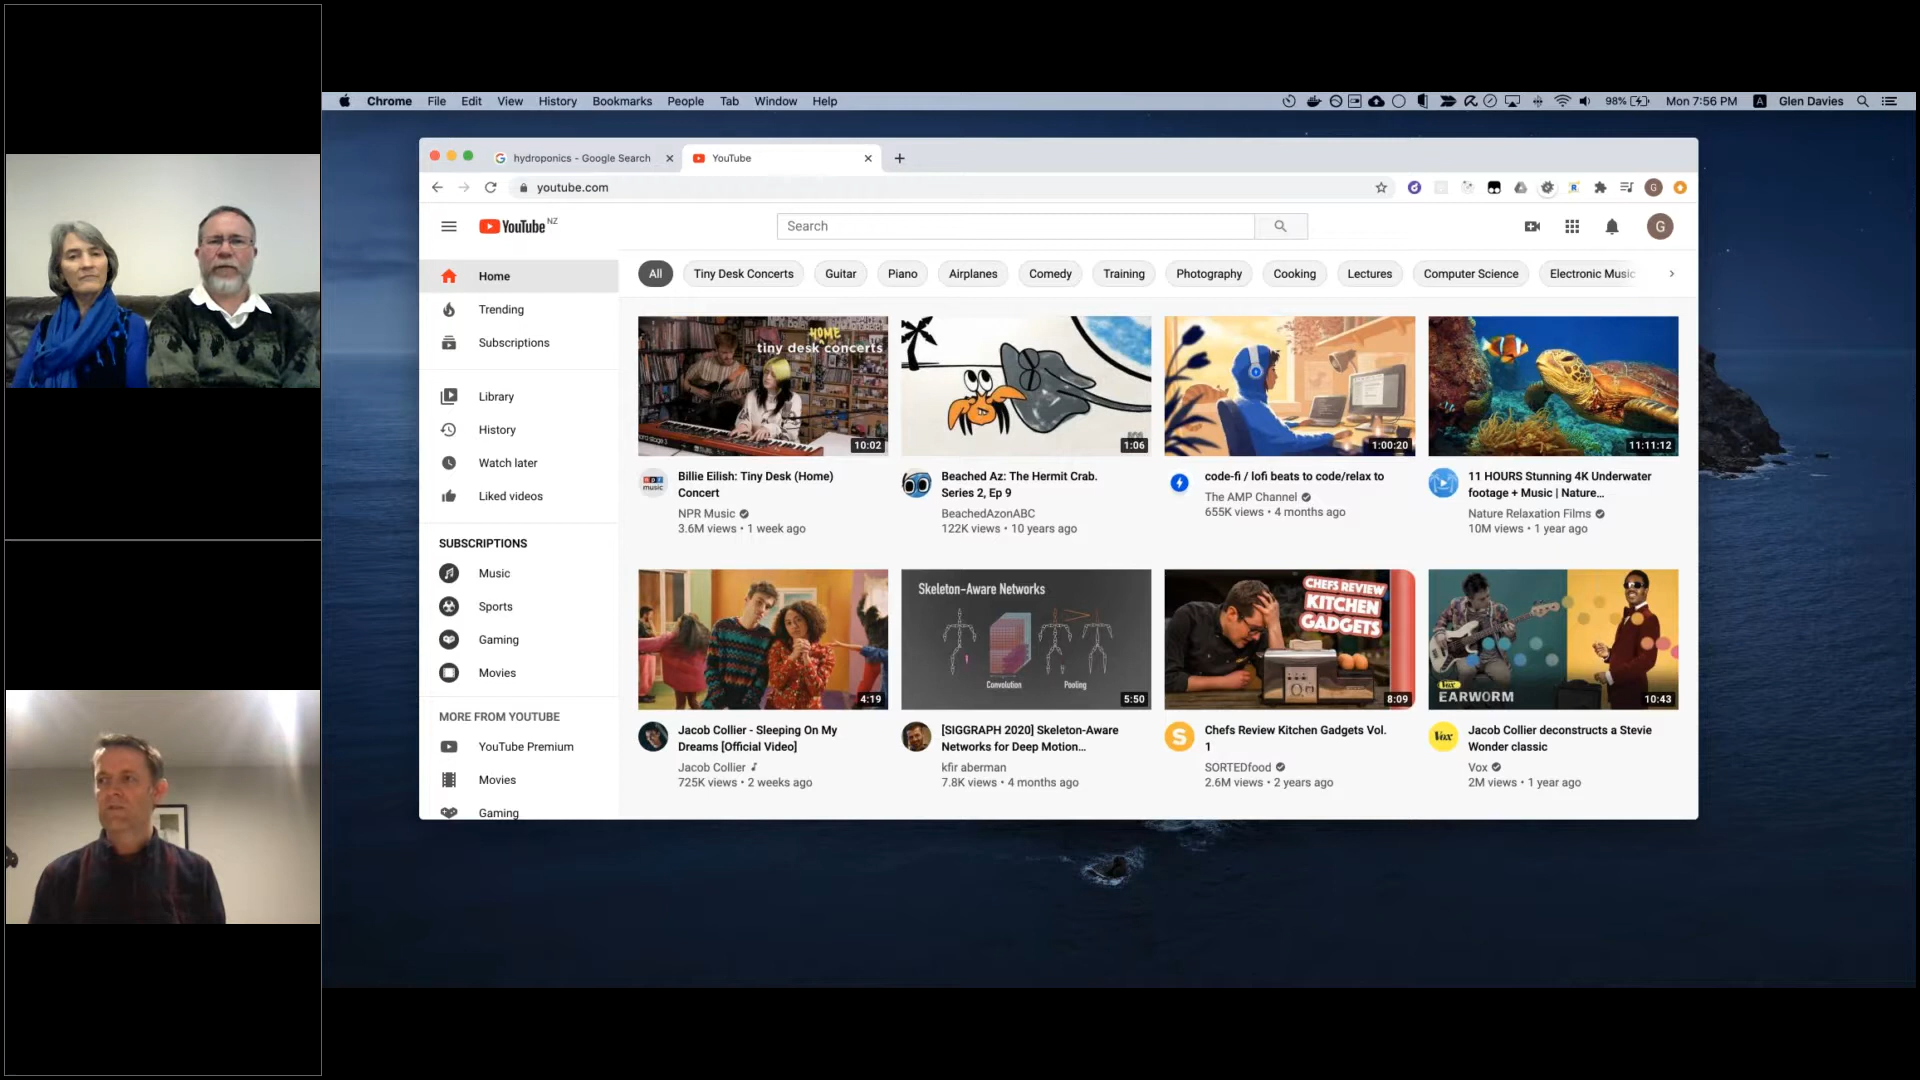 Chrome File Edit View History Bookmarks People Tab Window Help
98% Mon 7:56 PM A Glen Davies
hydroponics - Google Search
YouTube
youtube.com
YouTube NZ
Search
G
Home
Trending
Subscriptions
Library
History
Watch later
Liked videos
SUBSCRIPTIONS
Music
Sports
Gaming
Movies
MORE FROM YOUTUBE
YouTube Premium
Movies
Gaming
All Tiny Desk Concerts Guitar Piano Airplanes Comedy Training Photography Cooking Lectures Computer Science Electronic Music
HOME
tiny desk concerts
10:02
Billie Eilish: Tiny Desk (Home)
Concert
NPR Music
3.6M views • 1 week ago
1:06
Beached Az: The Hermit Crab.
Series 2, Ep 9
BeachedAzonABC
122K views • 10 years ago
1:00:20
code-fi / lofi beats to code/relax to
The AMP Channel
655K views • 4 months ago
11:11:12
11 HOURS Stunning 4K Underwater
footage + Music | Nature...
Nature Relaxation Films
10M views • 1 year ago
4:19
Jacob Collier - Sleeping On My
Dreams [Official Video]
Jacob Collier
725K views • 2 weeks ago
Skeleton-Aware Networks
Convolution
Pooling
5:50
[SIGGRAPH 2020] Skeleton-Aware
Networks for Deep Motion...
kfir aberman
7.8K views • 4 months ago
CHEFS REVIEW
KITCHEN
GADGETS
8:09
Chefs Review Kitchen Gadgets Vol.
1
SORTEDfood
2.6M views • 2 years ago
Vox
EARWORM
10:43
Jacob Collier deconstructs a Stevie
Wonder classic
Vox
2M views • 1 year ago